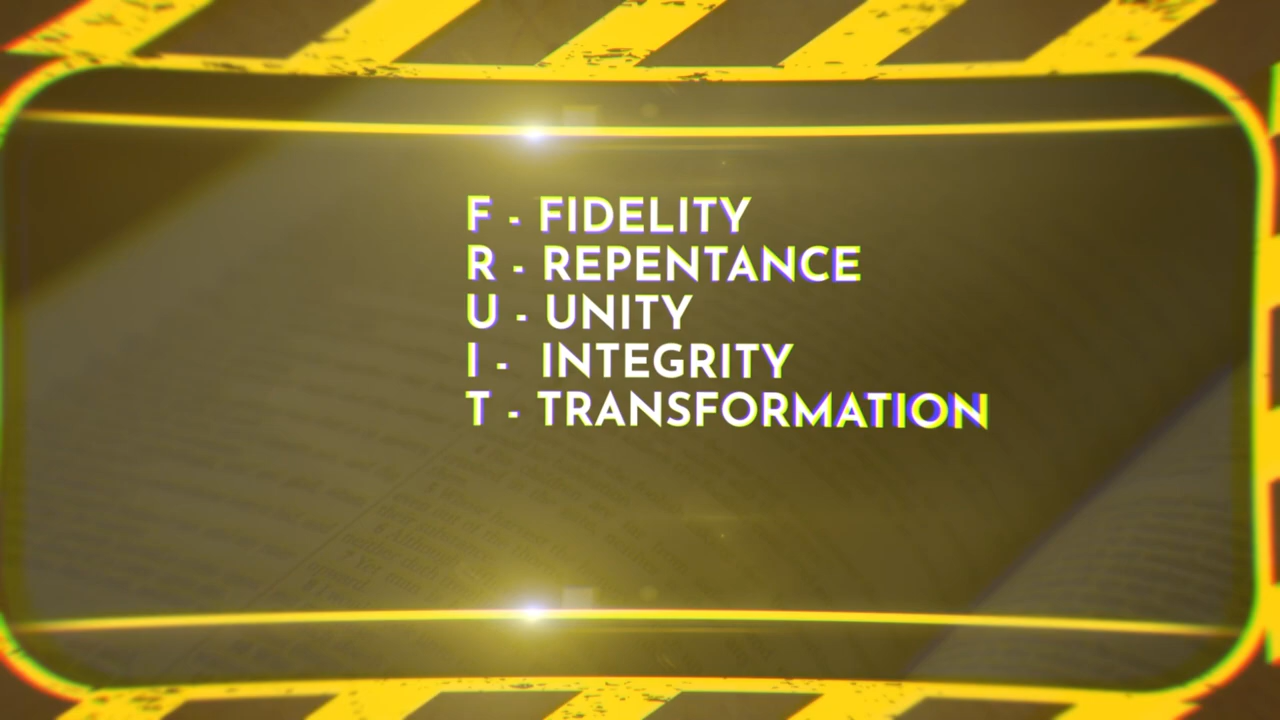 F - FIDELITY
R - REPENTANCE
U - UNITY
I - INTEGRITY
T - TRANSFORMATION